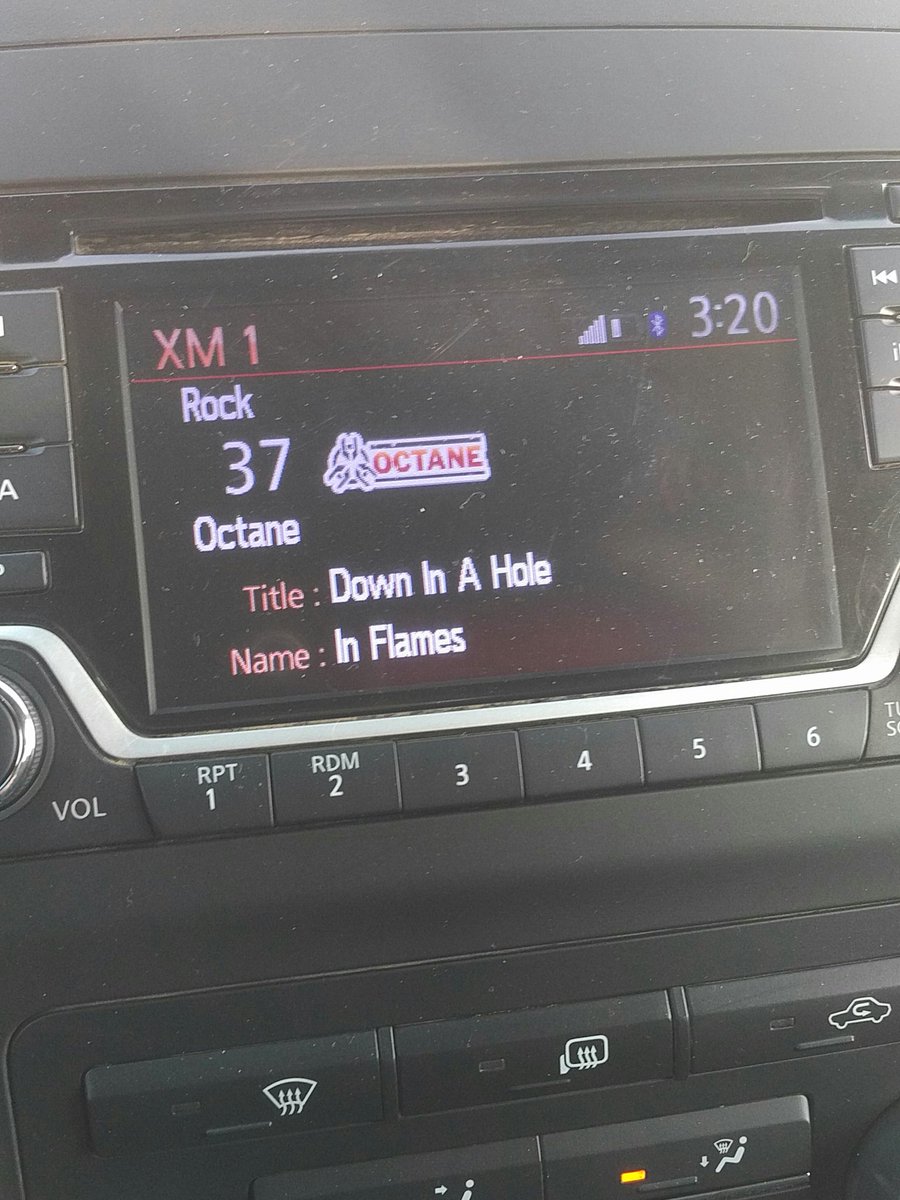 XM 1
3:20
Rock
37
OCTANE
Octane
Title : Down In A Hole
Name : In Flames
A
VOL
RPT
1
RDM
2
3
4
5
6